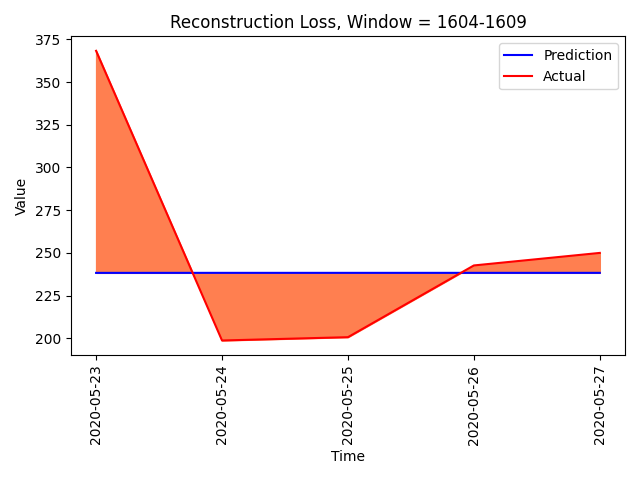 Reconstruction Loss, Window = 1604-1609
Prediction
Actual
Value
375
350
325
300
275
250
225
200
2020-05-23
2020-05-24
2020-05-25
2020-05-26
2020-05-27
Time